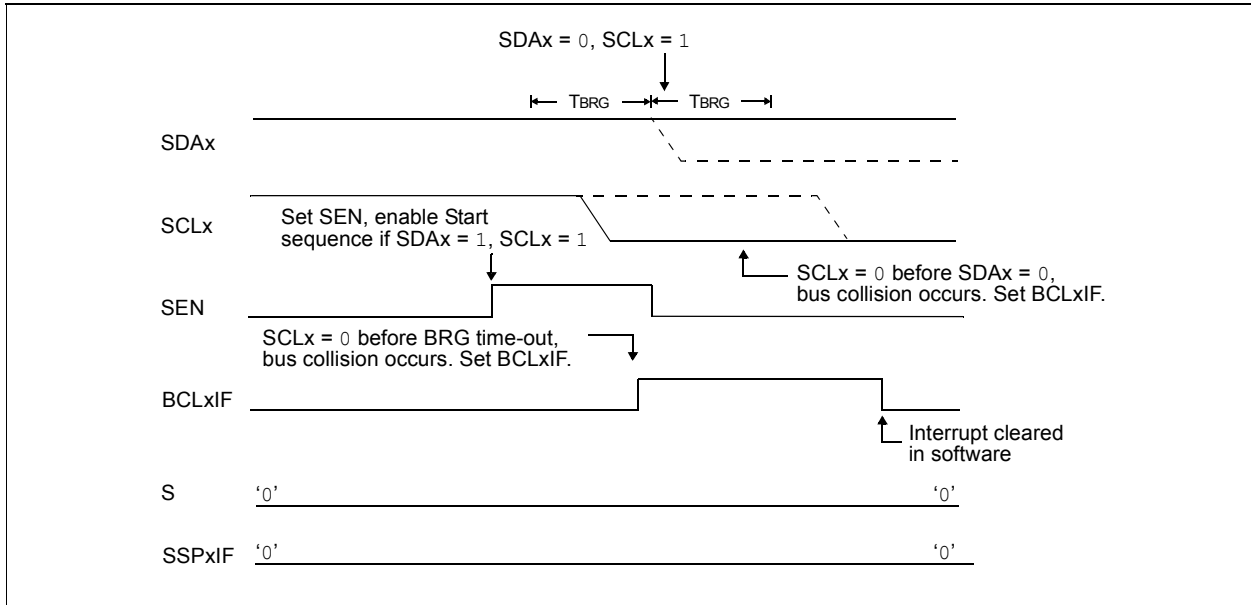 SDAx = 0, SCLx = 1
TBRG TBRG
SDAx
SCLx
Set SEN, enable Start
sequence if SDAx = 1, SCLx = 1
SCLx = 0 before SDAx = 0,
bus collision occurs. Set BCLxIF.
SEN
SCLx = 0 before BRG time-out,
bus collision occurs. Set BCLxIF.
BCLxIF
Interrupt cleared
in software
S ‘0’ ‘0’
SSPxIF ‘0’ ‘0’